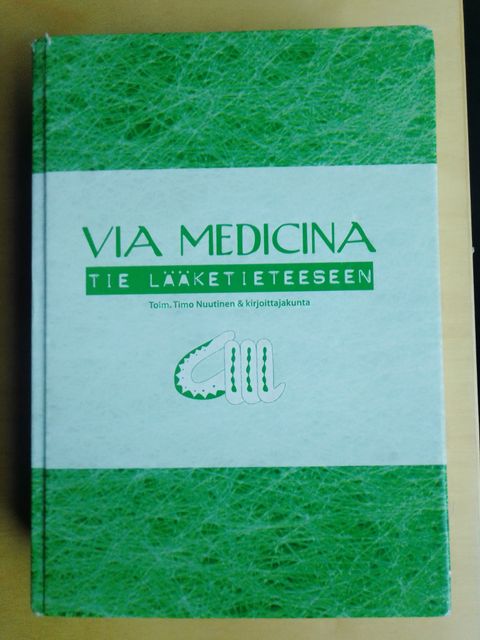 VIA MEDICINA
TIE LÄÄKETIETEESEEN
Toim. Timo Nuutinen & kirjoittajakunta